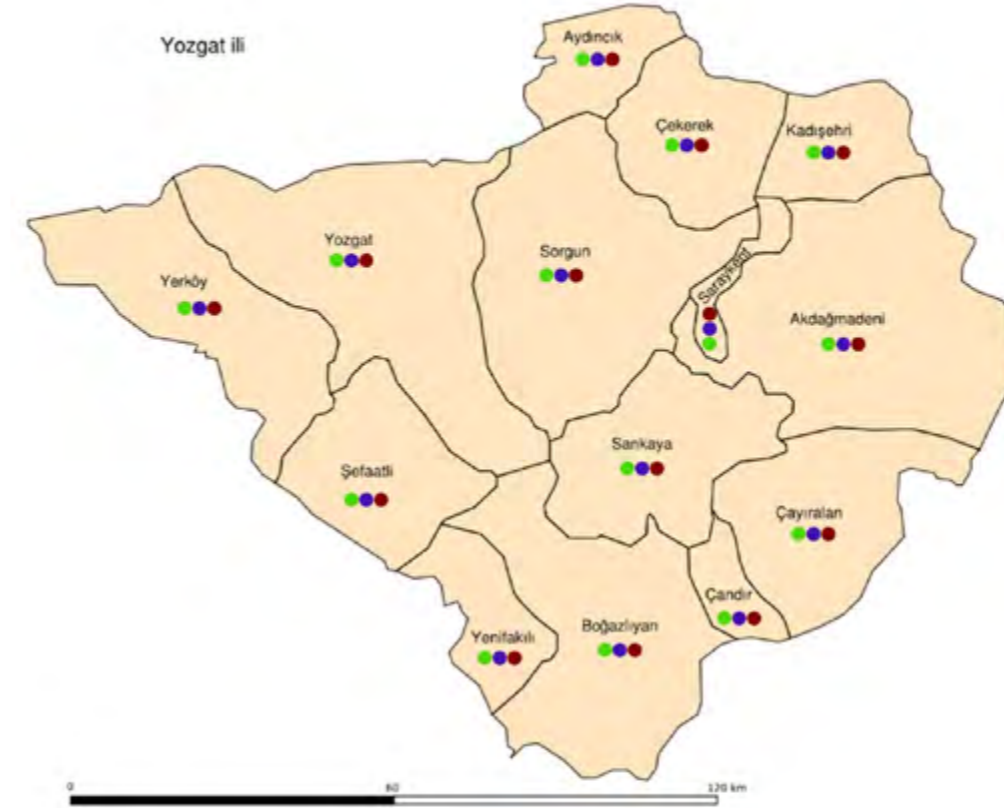 Yozgat ili
Aydıncık
Çekerek
Kadışehri
Yozgat
Sorgun
Saraykent
Yerköy
Akdağmadeni
Sarıkaya
Şefaatli
Çayıralan
Çandır
Boğazlıyan
Yenifakılı
0 60 120 km